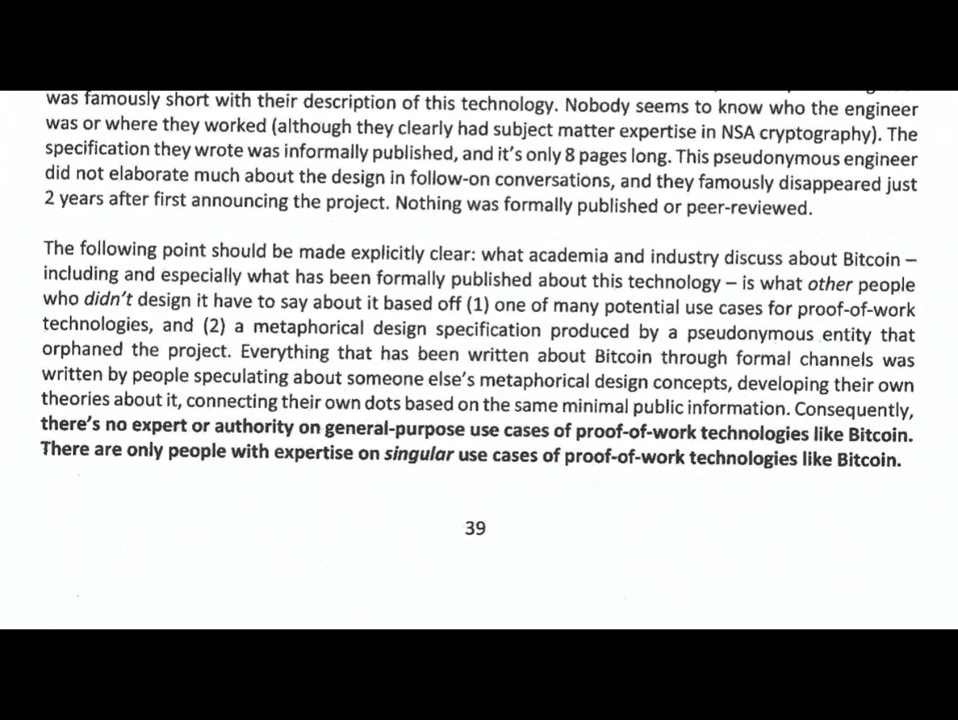 was famously short with their description of this technology. Nobody seems to know who the engineer
was or where they worked (although they clearly had subject matter expertise in NSA cryptography). The
specification they wrote was informally published, and it's only 8 pages long. This pseudonymous engineer
did not elaborate much about the design in follow-on conversations, and they famously disappeared just
2 years after first announcing the project. Nothing was formally published or peer-reviewed.
The following point should be made explicitly clear: what academia and industry discuss about Bitcoin –
including and especially what has been formally published about this technology – is what other people
who didn't design it have to say about it based off (1) one of many potential use cases for proof-of-work
technologies, and (2) a metaphorical design specification produced by a pseudonymous entity that
orphaned the project. Everything that has been written about Bitcoin through formal channels was
written by people speculating about someone else's metaphorical design concepts, developing their own
theories about it, connecting their own dots based on the same minimal public information. Consequently,
there's no expert or authority on general-purpose use cases of proof-of-work technologies like Bitcoin.
There are only people with expertise on singular use cases of proof-of-work technologies like Bitcoin.
39